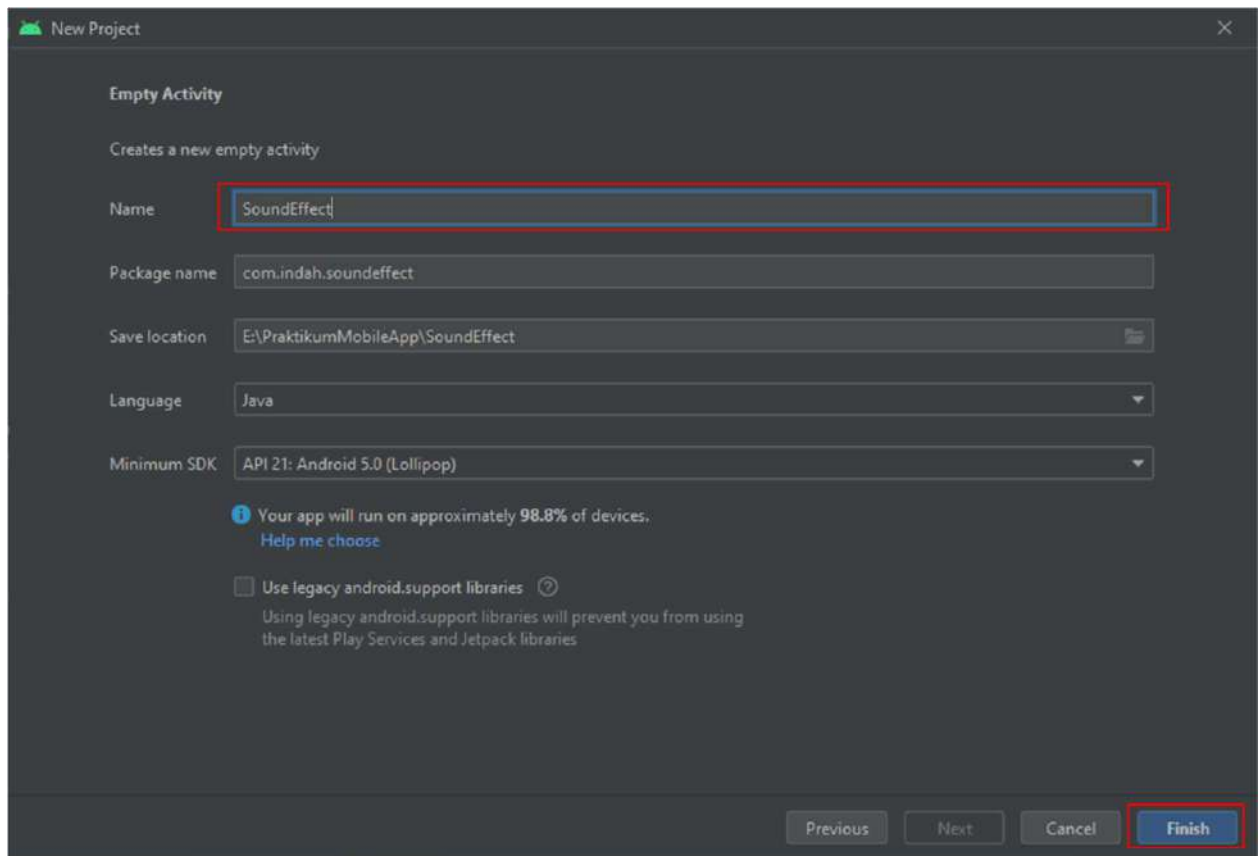 New Project
Empty Activity
Creates a new empty activity
Name SoundEffect
Package name com.indah.soundeffect
Save location E:\PraktikumMobileApp\SoundEffect
Language Java
Minimum SDK API 21: Android 5.0 (Lollipop)
Your app will run on approximately 98.8% of devices.
Help me choose
Use legacy android.support libraries ?
Using legacy android.support libraries will prevent you from using
the latest Play Services and Jetpack libraries
Previous Next Cancel Finish